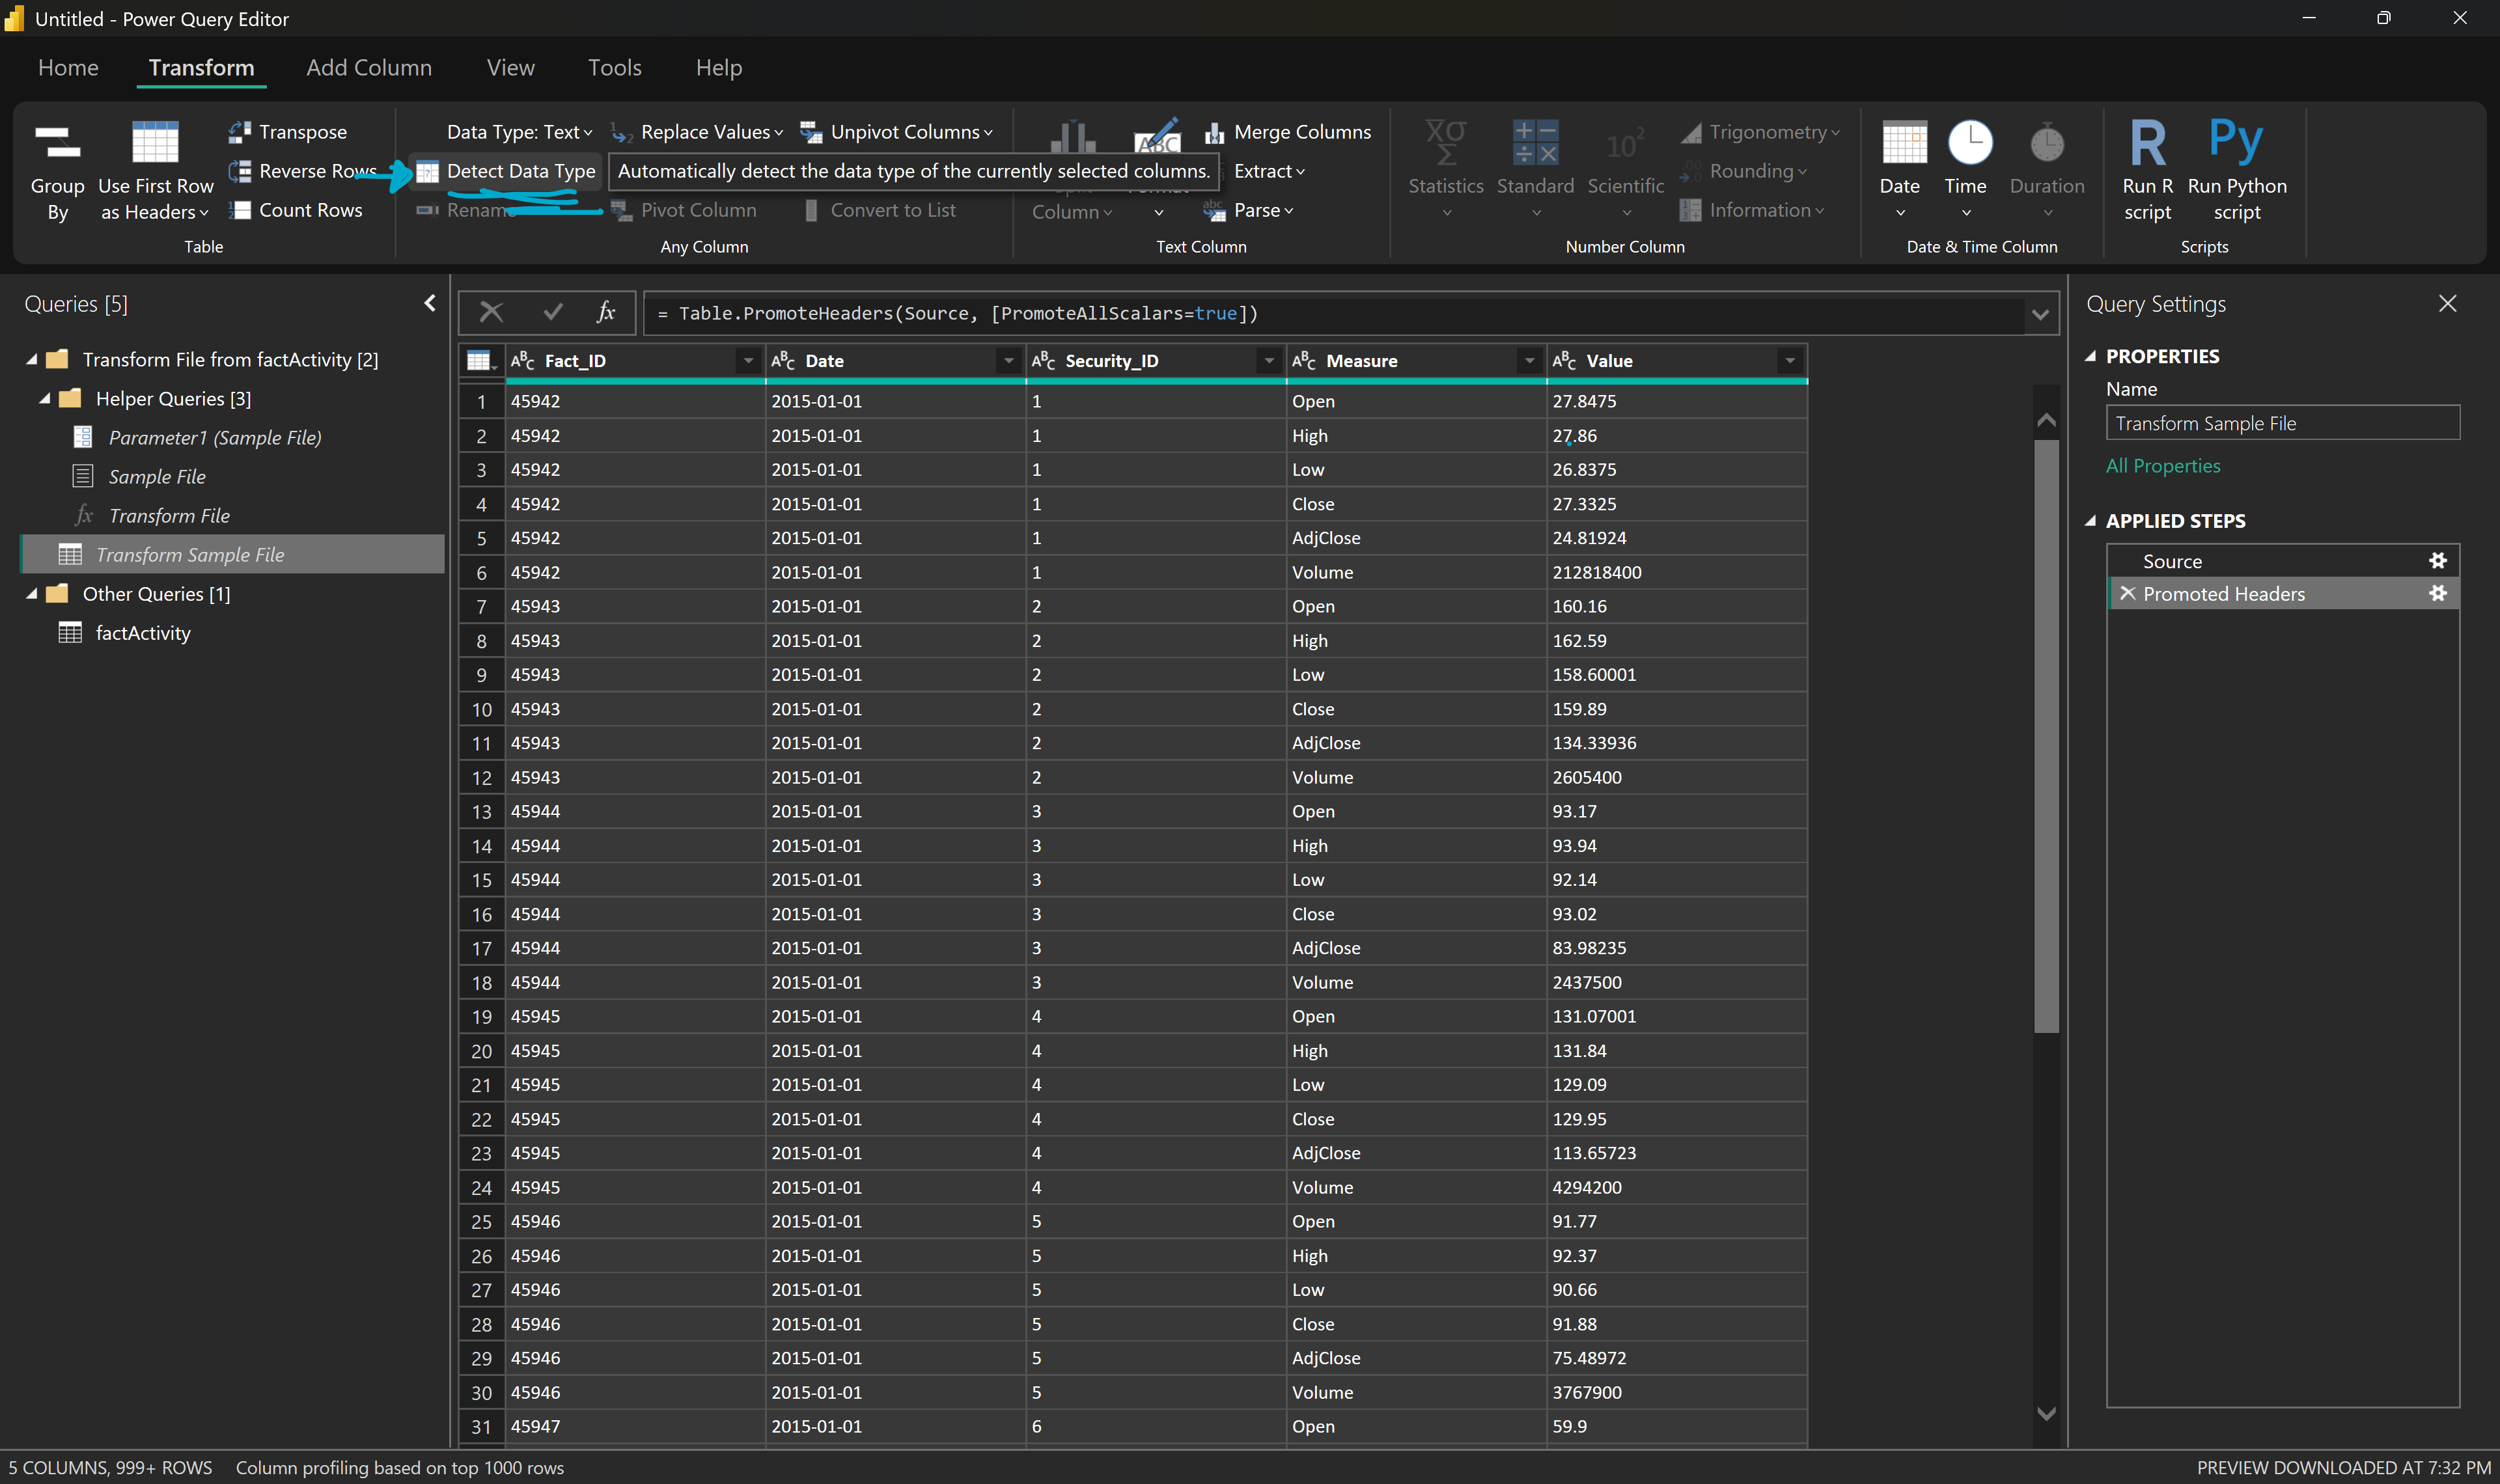 Untitled - Power Query Editor
Home Transform Add Column View Tools Help
Group By
Use First Row as Headers
Transpose
Reverse Rows
Count Rows
Table
Data Type: Text
Detect Data Type
Rename
Replace Values
Unpivot Columns
Automatically detect the data type of the currently selected columns.
Pivot Column
Convert to List
Any Column
ABC
Column
Merge Columns
Extract
abc Parse
Text Column
XΣσ Statistics
Standard
10² Scientific
Trigonometry
Rounding
Information
Number Column
Date
Time
Duration
Date & Time Column
R Run R script
Py Run Python script
Scripts
Queries [5]
Transform File from factActivity [2]
Helper Queries [3]
Parameter1 (Sample File)
Sample File
fx Transform File
Transform Sample File
Other Queries [1]
factActivity
fx = Table.PromoteHeaders(Source, [PromoteAllScalars=true])
ABC Fact_ID ABC Date ABC Security_ID ABC Measure ABC Value
1 45942 2015-01-01 1 Open 27.8475
2 45942 2015-01-01 1 High 27.86
3 45942 2015-01-01 1 Low 26.8375
4 45942 2015-01-01 1 Close 27.3325
5 45942 2015-01-01 1 AdjClose 24.81924
6 45942 2015-01-01 1 Volume 212818400
7 45943 2015-01-01 2 Open 160.16
8 45943 2015-01-01 2 High 162.59
9 45943 2015-01-01 2 Low 158.60001
10 45943 2015-01-01 2 Close 159.89
11 45943 2015-01-01 2 AdjClose 134.33936
12 45943 2015-01-01 2 Volume 2605400
13 45944 2015-01-01 3 Open 93.17
14 45944 2015-01-01 3 High 93.94
15 45944 2015-01-01 3 Low 92.14
16 45944 2015-01-01 3 Close 93.02
17 45944 2015-01-01 3 AdjClose 83.98235
18 45944 2015-01-01 3 Volume 2437500
19 45945 2015-01-01 4 Open 131.07001
20 45945 2015-01-01 4 High 131.84
21 45945 2015-01-01 4 Low 129.09
22 45945 2015-01-01 4 Close 129.95
23 45945 2015-01-01 4 AdjClose 113.65723
24 45945 2015-01-01 4 Volume 4294200
25 45946 2015-01-01 5 Open 91.77
26 45946 2015-01-01 5 High 92.37
27 45946 2015-01-01 5 Low 90.66
28 45946 2015-01-01 5 Close 91.88
29 45946 2015-01-01 5 AdjClose 75.48972
30 45946 2015-01-01 5 Volume 3767900
31 45947 2015-01-01 6 Open 59.9
Query Settings
PROPERTIES
Name
Transform Sample File
All Properties
APPLIED STEPS
Source
Promoted Headers
5 COLUMNS, 999+ ROWS Column profiling based on top 1000 rows
PREVIEW DOWNLOADED AT 7:32 PM